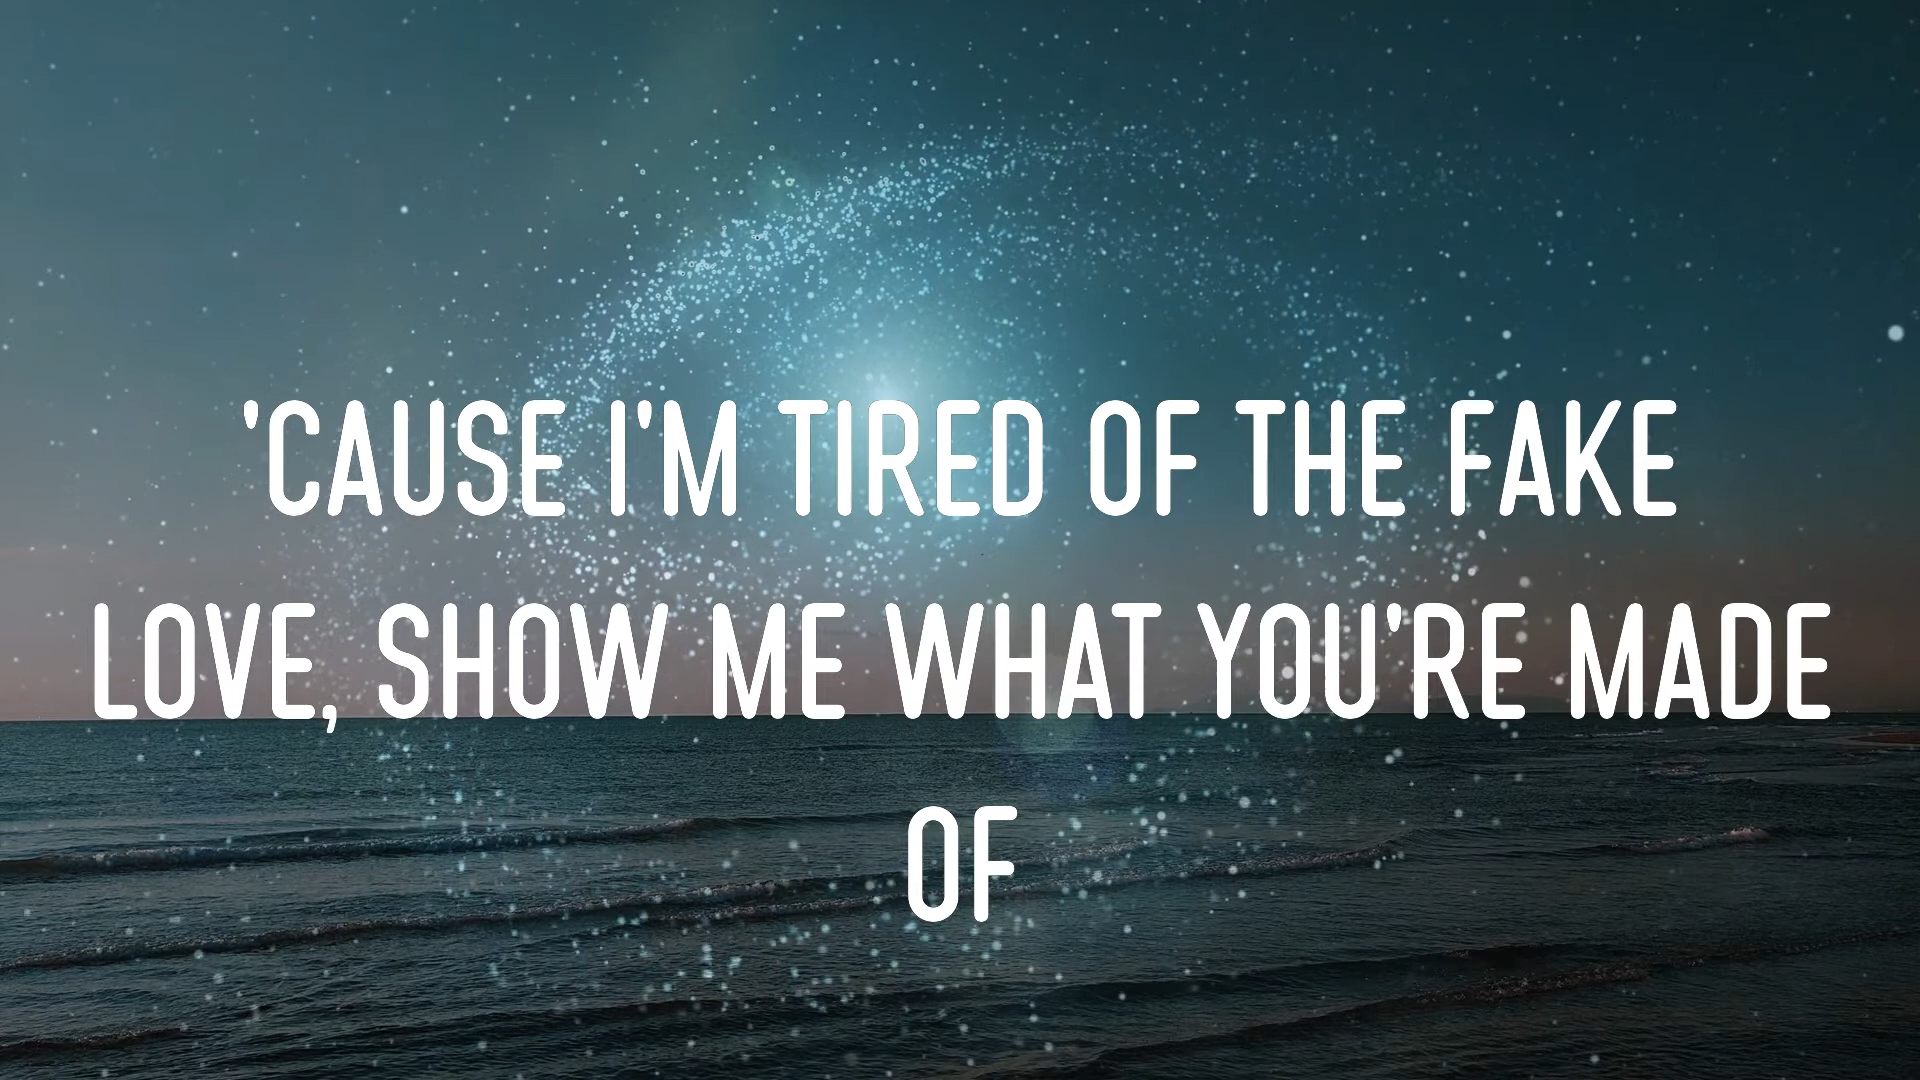 'CAUSE I'M TIRED OF THE FAKE
LOVE, SHOW ME WHAT YOU'RE MADE
OF